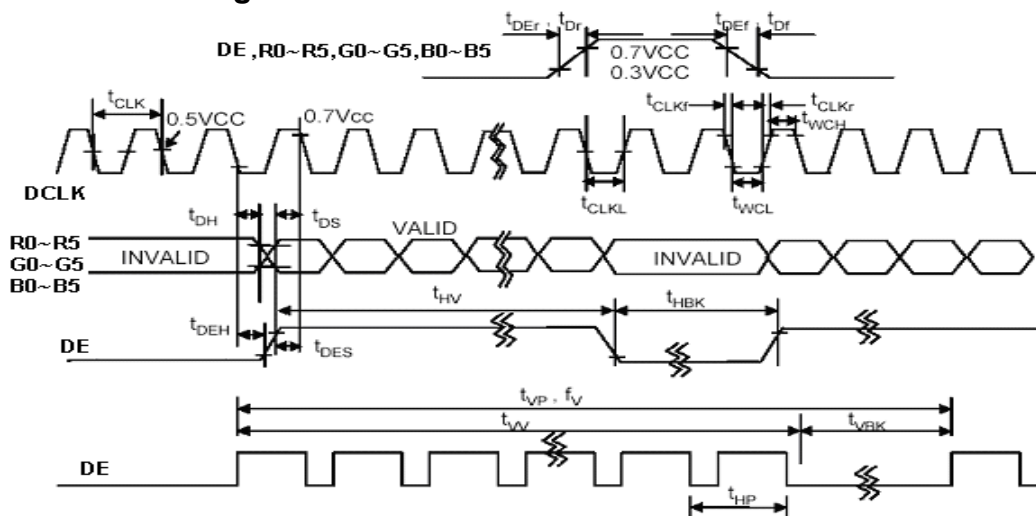 g
tDEr , tDr
tDEf , tDf
DE ,R0~R5,G0~G5,B0~B5
0.7VCC
0.3VCC
tCLK
0.5VCC
0.7Vcc
tCLKf
tCLKr
tWCH
DCLK
tCLKL
tWCL
tDH
tDS
R0~R5
G0~G5
B0~B5
INVALID
VALID
INVALID
tHV
tHBK
tDEH
tDES
DE
tVP , fV
tVV
tVBK
DE
tHP